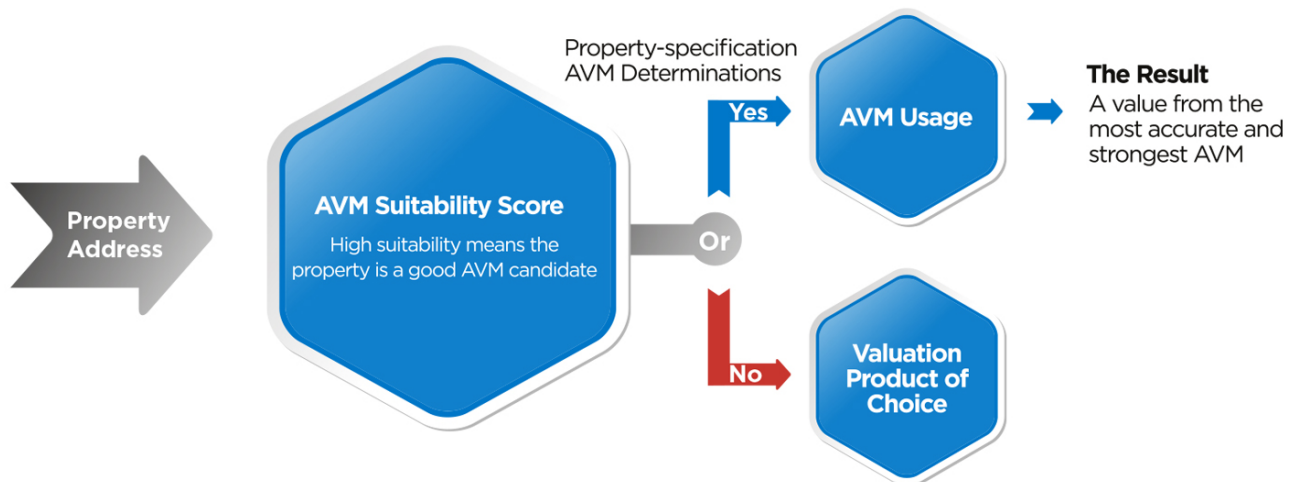 Property
Address
AVM Suitability Score
High suitability means the
property is a good AVM candidate
Or
Property-specification
AVM Determinations
Yes
AVM Usage
The Result
A value from the
most accurate and
strongest AVM
No
Valuation
Product of
Choice